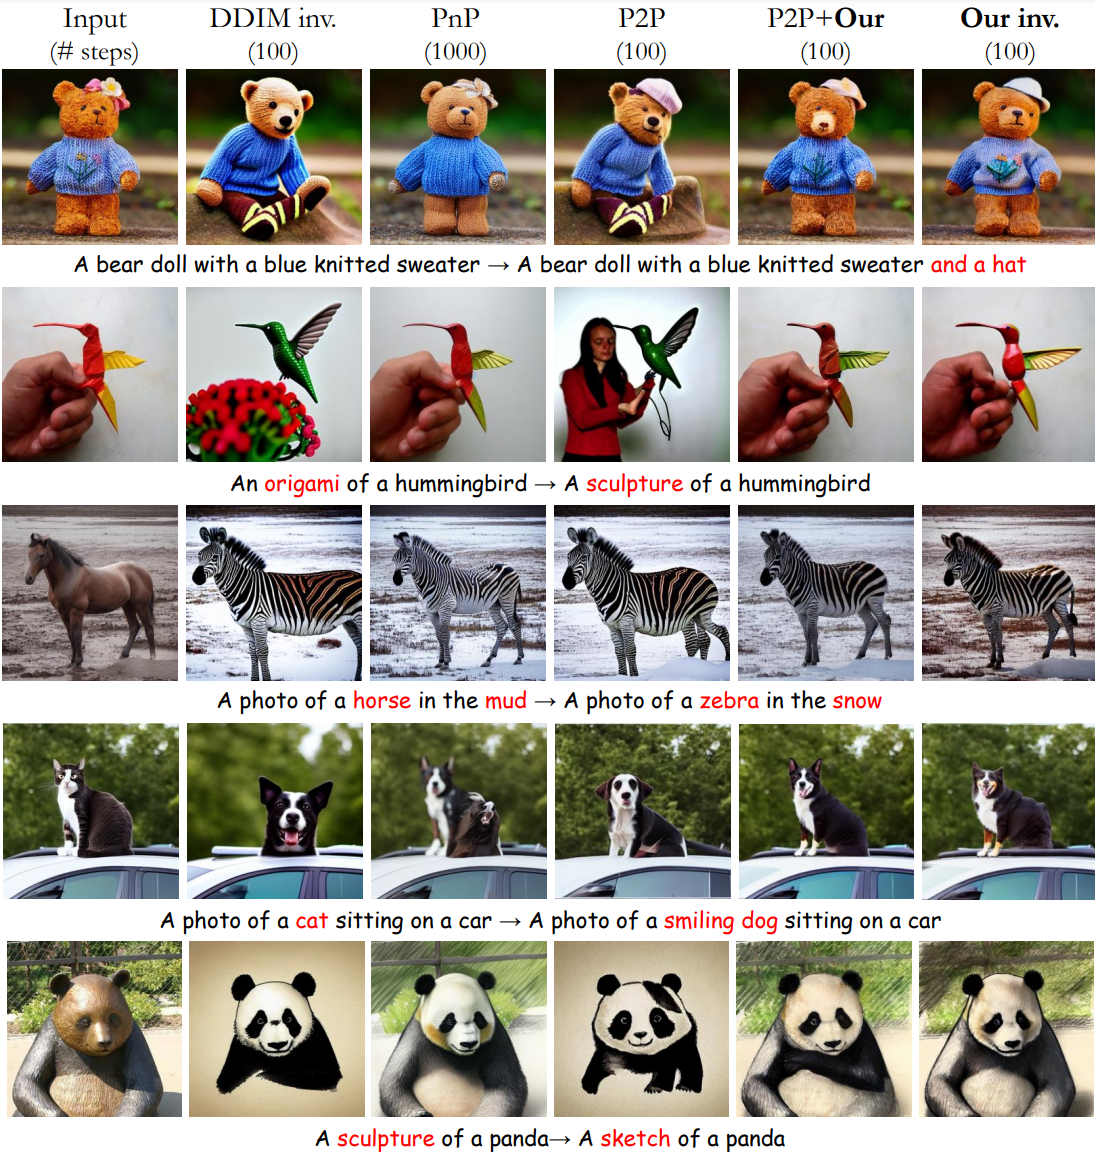 Input DDIM inv. PnP P2P P2P+Our Our inv.
(# steps) (100) (1000) (100) (100) (100)
A bear doll with a blue knitted sweater → A bear doll with a blue knitted sweater and a hat
An origami of a hummingbird → A sculpture of a hummingbird
A photo of a horse in the mud → A photo of a zebra in the snow
A photo of a cat sitting on a car → A photo of a smiling dog sitting on a car
A sculpture of a panda→ A sketch of a panda